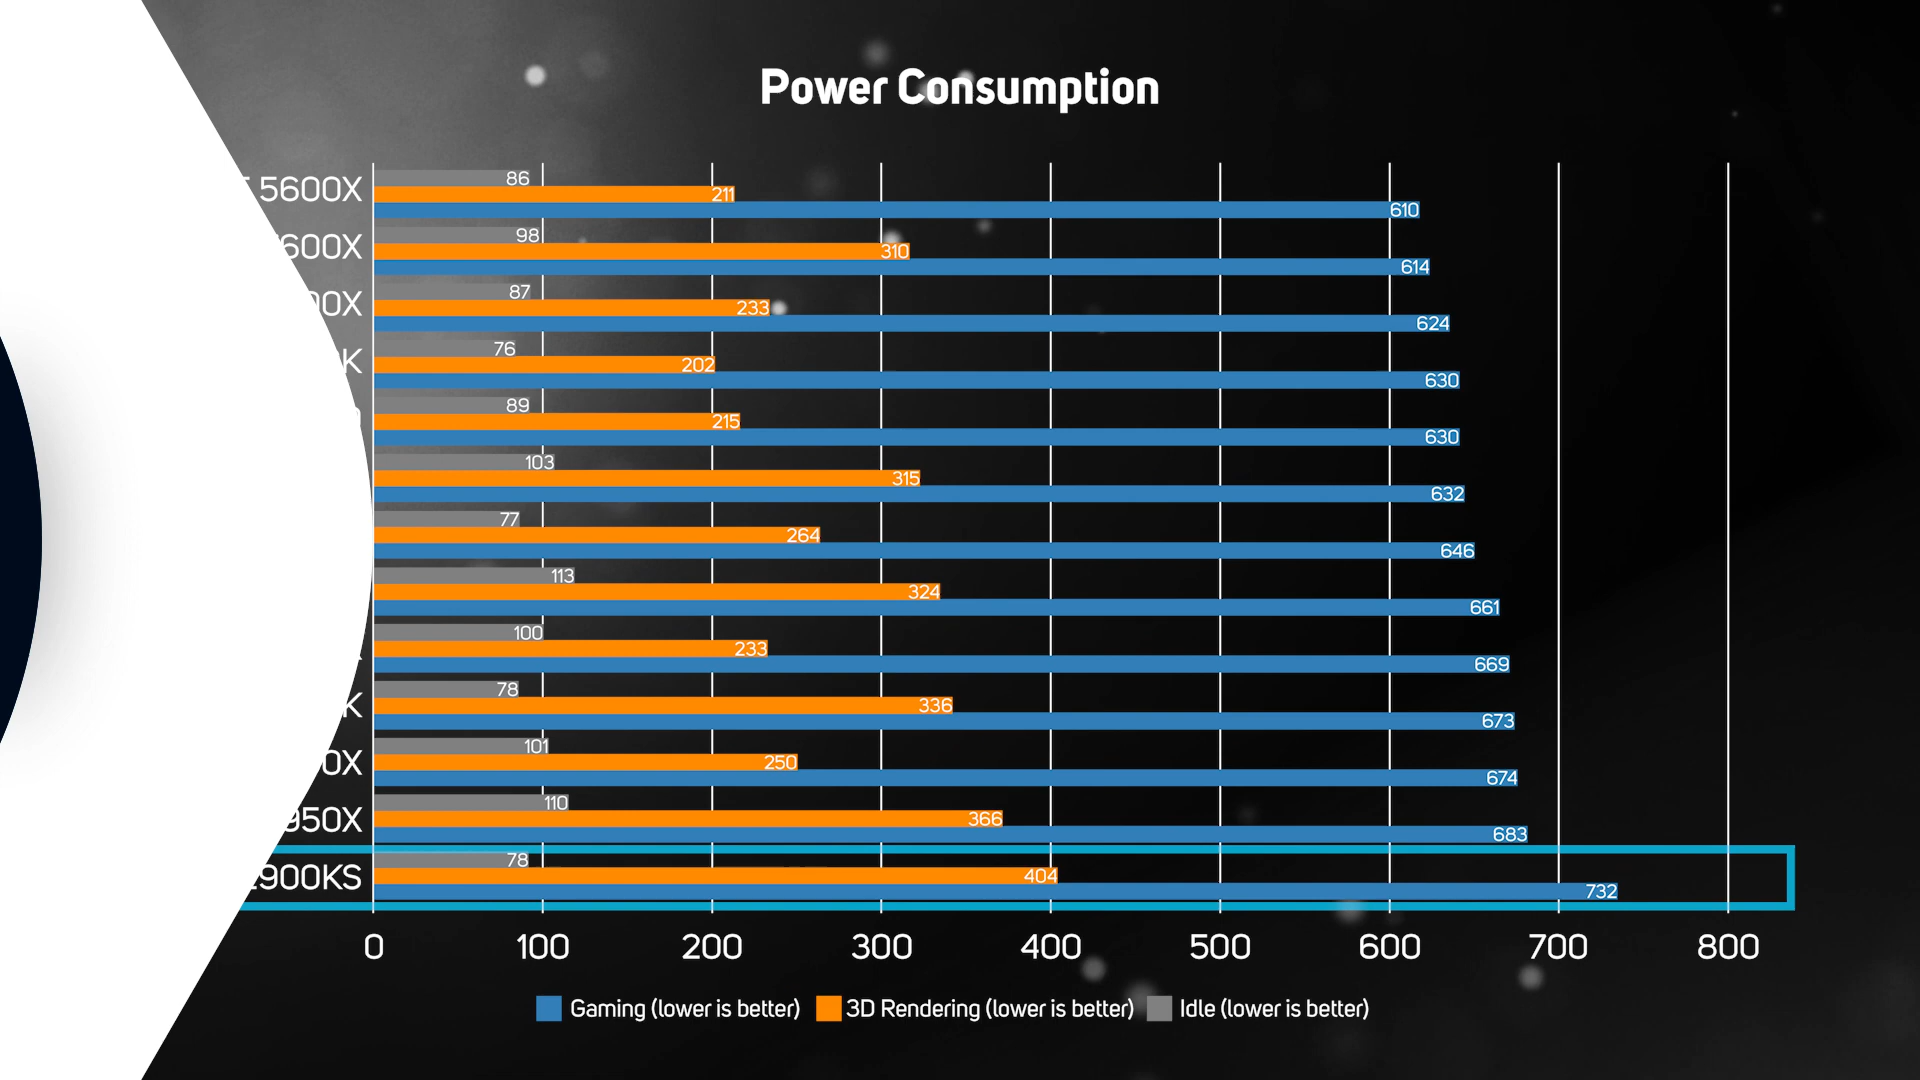 Power Consumption
5600X 86
211
610
600X 98
310
614
0X 87
233
624
K 76
202
630
89
215
630
103
315
632
77
264
646
113
324
661
100
233
669
K 78
336
673
0X 101
250
674
950X 110
366
683
900KS 78
404
732
0 100 200 300 400 500 600 700 800
Gaming (lower is better) 3D Rendering (lower is better) Idle (lower is better)